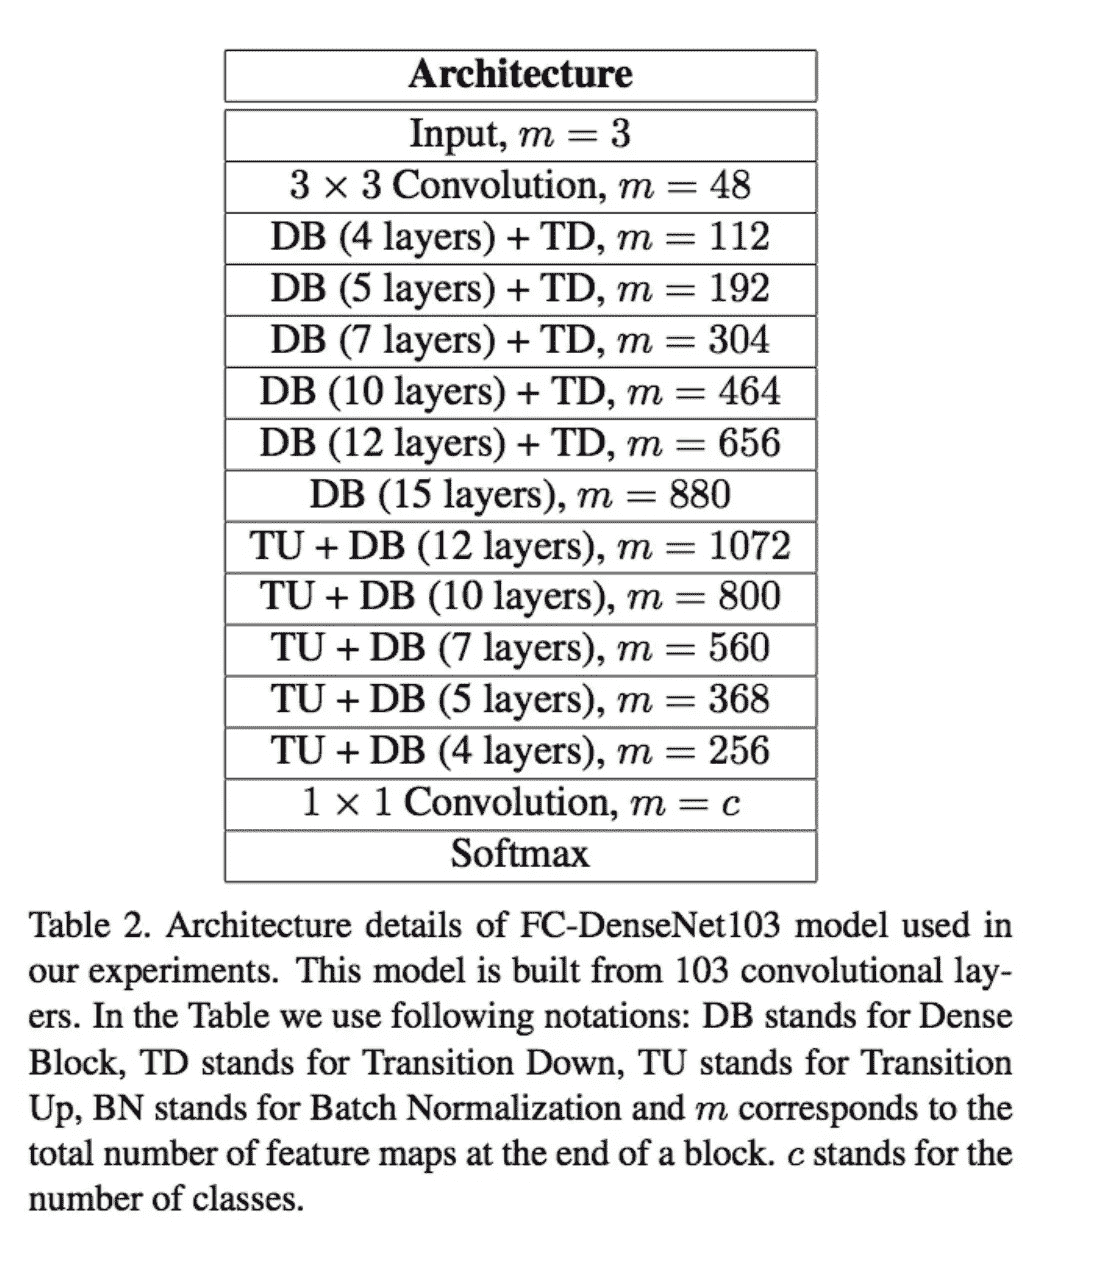 Architecture
Input, m = 3
3 × 3 Convolution, m = 48
DB (4 layers) + TD, m = 112
DB (5 layers) + TD, m = 192
DB (7 layers) + TD, m = 304
DB (10 layers) + TD, m = 464
DB (12 layers) + TD, m = 656
DB (15 layers), m = 880
TU + DB (12 layers), m = 1072
TU + DB (10 layers), m = 800
TU + DB (7 layers), m = 560
TU + DB (5 layers), m = 368
TU + DB (4 layers), m = 256
1 × 1 Convolution, m = c
Softmax
Table 2. Architecture details of FC-DenseNet103 model used in
our experiments. This model is built from 103 convolutional lay-
ers. In the Table we use following notations: DB stands for Dense
Block, TD stands for Transition Down, TU stands for Transition
Up, BN stands for Batch Normalization and m corresponds to the
total number of feature maps at the end of a block. c stands for the
number of classes.